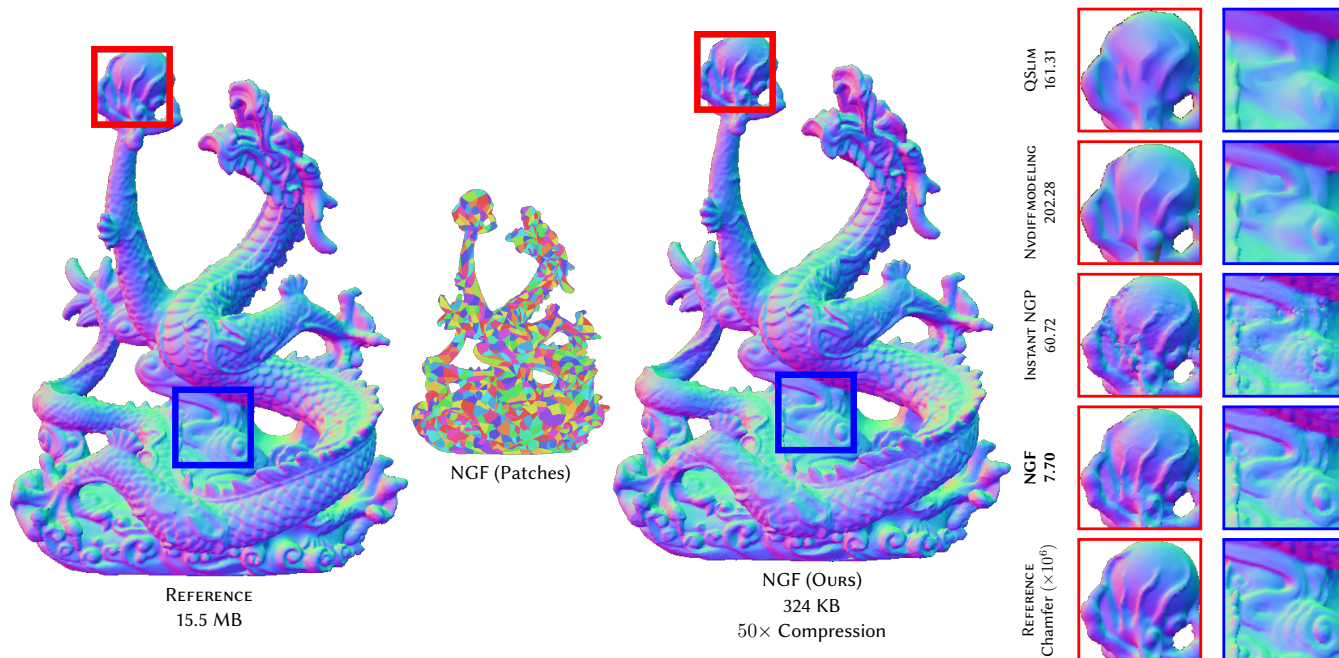 REFERENCE
15.5 MB
NGF (Patches)
NGF (OURS)
324 KB
50× Compression
QSLIM
161.31
NVDIFFMODELING
202.28
INSTANT NGP
60.72
NGF
7.70
REFERENCE
Chamfer (×10⁶)